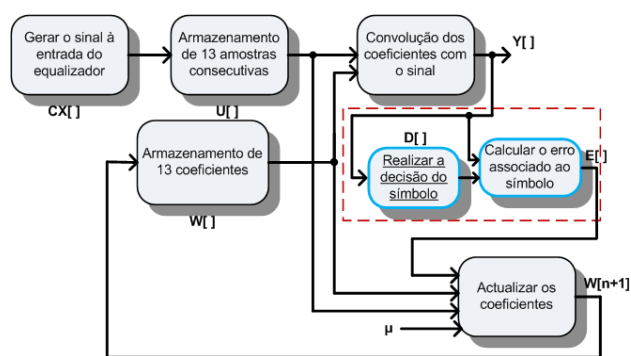 Gerar o sinal à
entrada do
equalizador
CX[ ]
Armazenamento
de 13 amostras
consecutivas
U[ ]
Convolução dos
coeficientes com
o sinal
Y[ ]
Armazenamento de
13 coeficientes
W[ ]
D[ ]
Realizar a
decisão do
símbolo
Calcular o erro
associado ao
símbolo
E[ ]
Actualizar os
coeficientes
W[n+1]
µ